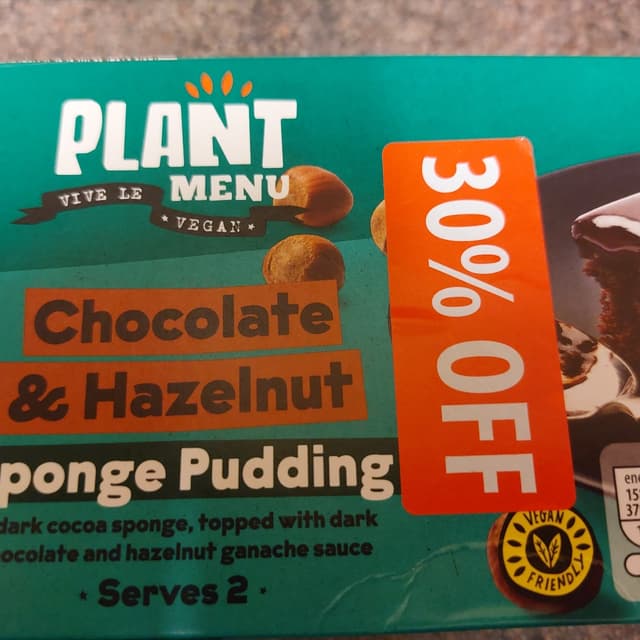 PLANT
MENU
VIVE LE
VEGAN
Chocolate
& Hazelnut
ponge Pudding
dark cocoa sponge, topped with dark
ocolate and hazelnut ganache sauce
Serves 2
30% OFF
VEGAN
FRIENDLY